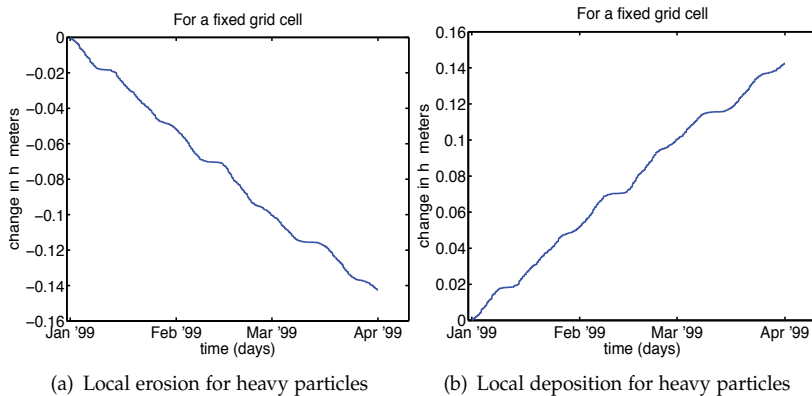 For a fixed grid cell
0
−0.02
−0.04
−0.06
−0.08
−0.1
−0.12
−0.14
−0.16
change in h meters
Jan '99 Feb '99 Mar '99 Apr '99
time (days)
(a) Local erosion for heavy particles
For a fixed grid cell
0.16
0.14
0.12
0.1
0.08
0.06
0.04
0.02
0
change in h meters
Jan '99 Feb '99 Mar '99 Apr '99
time (days)
(b) Local deposition for heavy particles